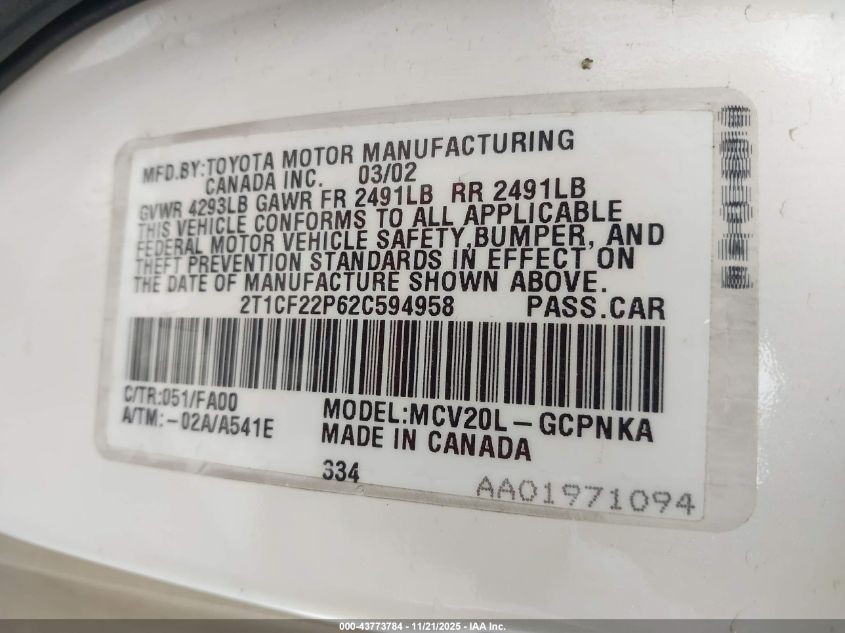 MFD.BY:TOYOTA MOTOR MANUFACTURING
CANADA INC. 03/02
GVWR 4293LB GAWR FR 2491LB RR 2491LB
THIS VEHICLE CONFORMS TO ALL APPLICABLE
FEDERAL MOTOR VEHICLE SAFETY,BUMPER, AND
THEFT PREVENTION STANDARDS IN EFFECT ON
THE DATE OF MANUFACTURE SHOWN ABOVE.
2T1CF22P62C594958 PASS.CAR
C/TR:051/FA00
A/TM:-02A/A541E
MODEL:MCV20L-GCPNKA
MADE IN CANADA
334
AA01971094
000-43773784 - 11/21/2025 - IAA Inc.